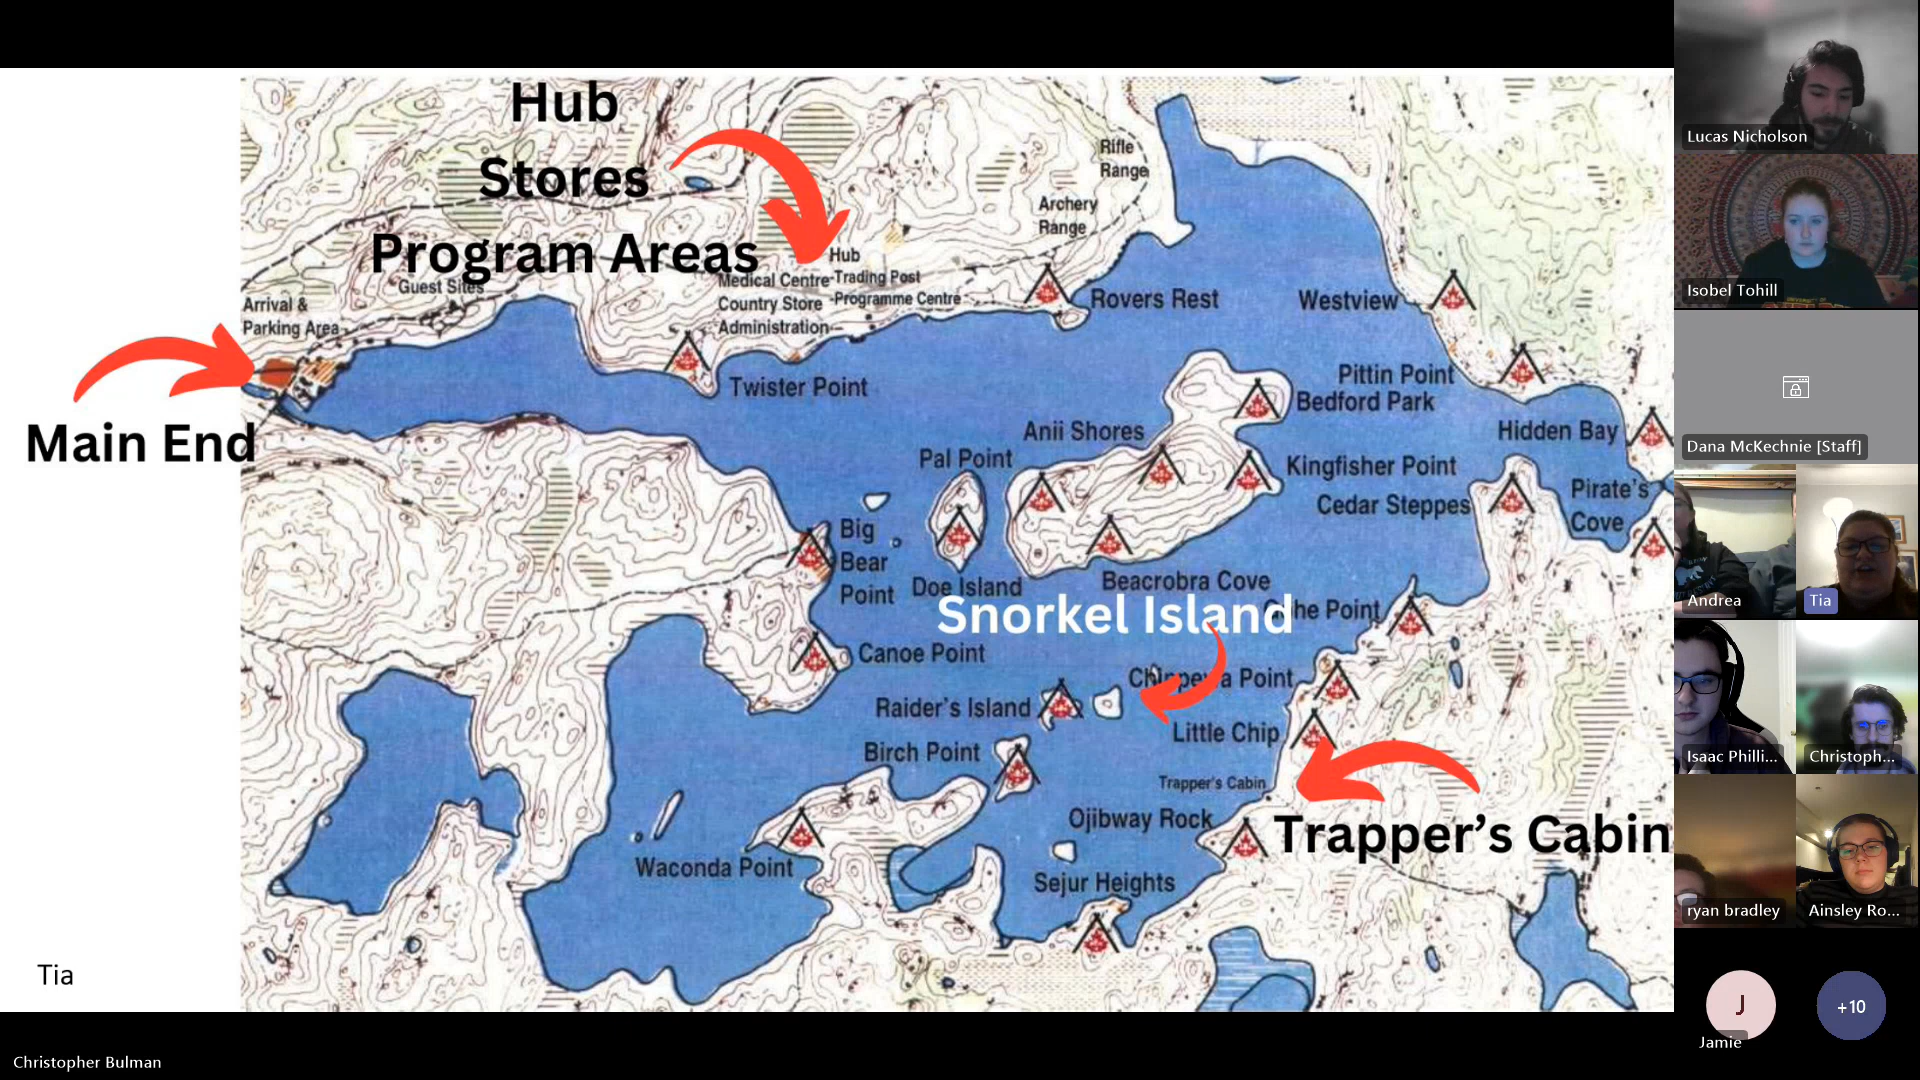 Hub
Stores
Program Areas
Rifle
Range
Archery
Range
Hub
Medical Centre
Trading Post
Country Store
Programme Centre
Administration
Guest Sites
Arrival &
Parking Area
Main End
Rovers Rest
Westview
Twister Point
Pittin Point
Bedford Park
Anii Shores
Hidden Bay
Pal Point
Kingfisher Point
Cedar Steppes
Pirate's
Cove
Big
Bear
Point
Doe Island
Beacrobra Cove
Snorkel Island
Point
Canoe Point
Chippewa Point
Raider's Island
Little Chip
Birch Point
Trapper's Cabin
Ojibway Rock
Trapper's Cabin
Waconda Point
Sejur Heights
Tia
Christopher Bulman
Lucas Nicholson
Isobel Tohill
Dana McKechnie [Staff]
Andrea
Tia
Isaac Philli...
Christoph...
ryan bradley
Ainsley Ro...
J
Jamie
+10